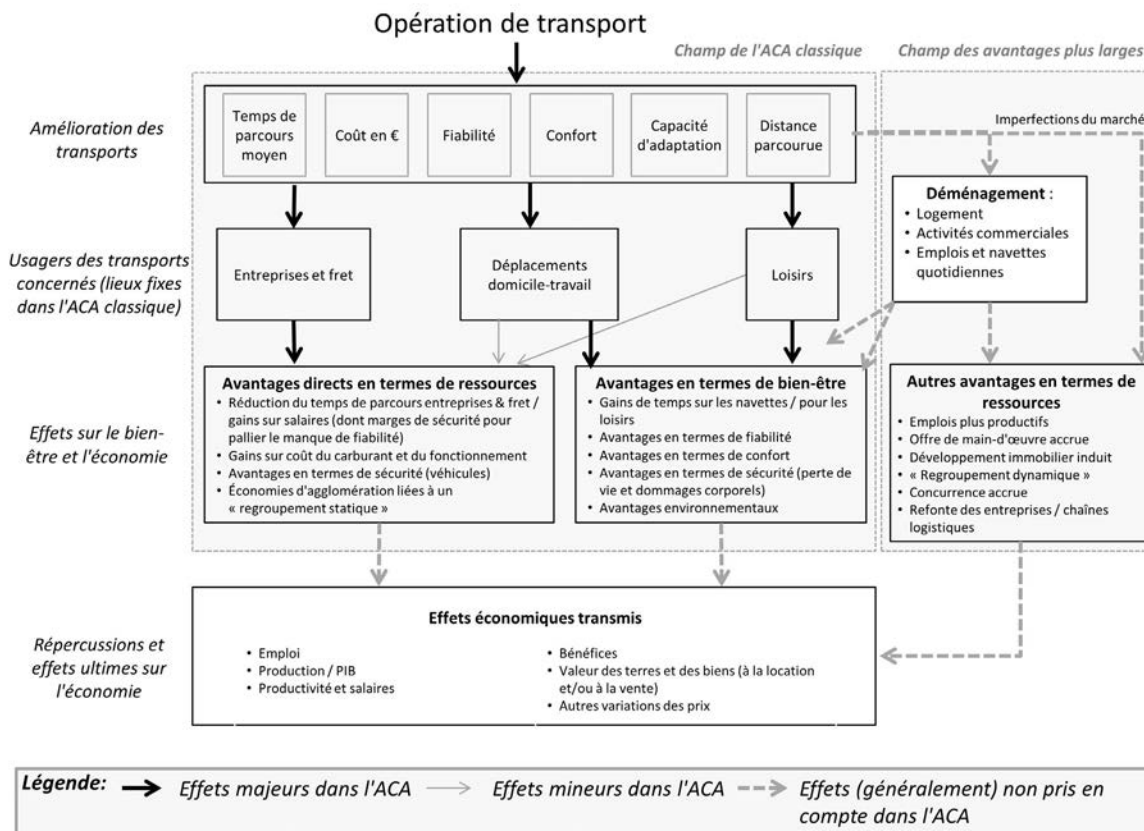 Opération de transport
Champ de l'ACA classique
Champ des avantages plus larges
Amélioration des
transports
Temps de
parcours
moyen
Coût en €
Fiabilité
Confort
Capacité
d'adaptation
Distance
parcourue
Imperfections du marché
Usagers des transports
concernés (lieux fixes
dans l'ACA classique)
Entreprises et fret
Déplacements
domicile-travail
Loisirs
Déménagement :
• Logement
• Activités commerciales
• Emplois et navettes
quotidiennes
Effets sur le bien-
être et l'économie
Avantages directs en termes de ressources
• Réduction du temps de parcours entreprises & fret /
gains sur salaires (dont marges de sécurité pour
pallier le manque de fiabilité)
• Gains sur coût du carburant et du fonctionnement
• Avantages en termes de sécurité (véhicules)
• Économies d'agglomération liées à un
« regroupement statique »
Avantages en termes de bien-être
• Gains de temps sur les navettes / pour les
loisirs
• Avantages en termes de fiabilité
• Avantages en termes de confort
• Avantages en termes de sécurité (perte de
vie et dommages corporels)
• Avantages environnementaux
Autres avantages en termes de
ressources
• Emplois plus productifs
• Offre de main-d'œuvre accrue
• Développement immobilier induit
• « Regroupement dynamique »
• Concurrence accrue
• Refonte des entreprises / chaînes
logistiques
Répercussions et
effets ultimes sur
l'économie
Effets économiques transmis
• Emploi
• Production / PIB
• Productivité et salaires
• Bénéfices
• Valeur des terres et des biens (à la location
et/ou à la vente)
• Autres variations des prix
Légende:
Effets majeurs dans l'ACA
Effets mineurs dans l'ACA
Effets (généralement) non pris en
compte dans l'ACA